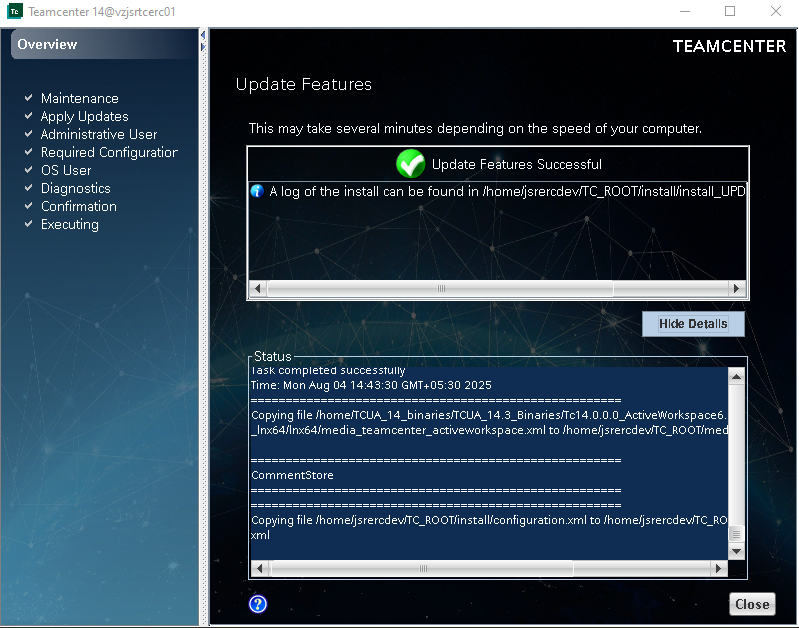 Tc Teamcenter 14@vzjsrtcerc01
Overview
Maintenance
Apply Updates
Administrative User
Required Configuration
OS User
Diagnostics
Confirmation
Executing
TEAMCENTER
Update Features
This may take several minutes depending on the speed of your computer.
Update Features Successful
A log of the install can be found in /home/jsrercdev/TC_ROOT/install/install_UPD
Hide Details
Status
Task completed successfully
Time: Mon Aug 04 14:43:30 GMT+05:30 2025
=====================================================
Copying file /home/TCUA_14_binaries/TCUA_14.3_Binaries/Tc14.0.0.0_ActiveWorkspace6.
_lnx64/lnx64/media_teamcenter_activeworkspace.xml to /home/jsrercdev/TC_ROOT/med
=====================================================
CommentStore
=====================================================
=====================================================
Copying file /home/jsrercdev/TC_ROOT/install/configuration.xml to /home/jsrercdev/TC_RO
xml
?
Close